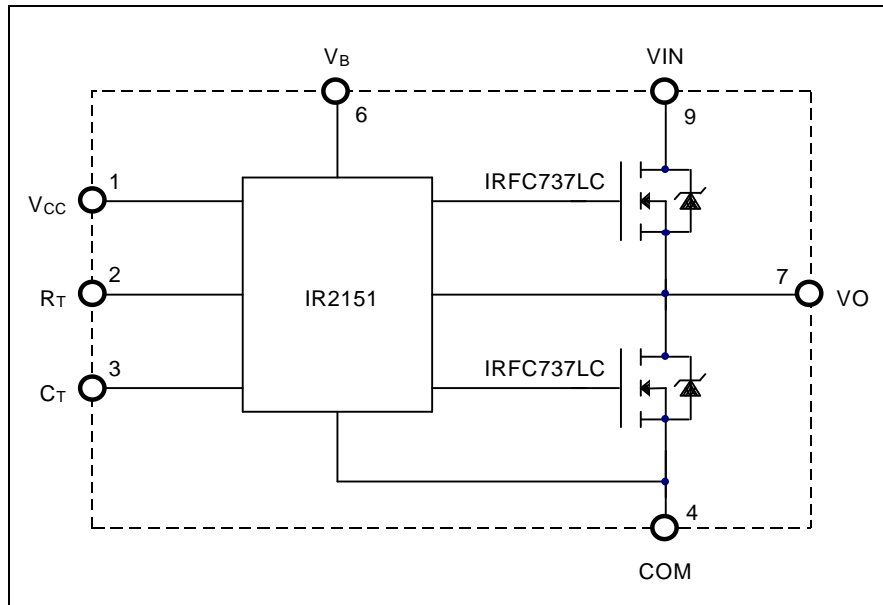 VB
VIN
6
9
1
IRFC737LC
VCC
2
7
RT
IR2151
VO
3
IRFC737LC
CT
4
COM